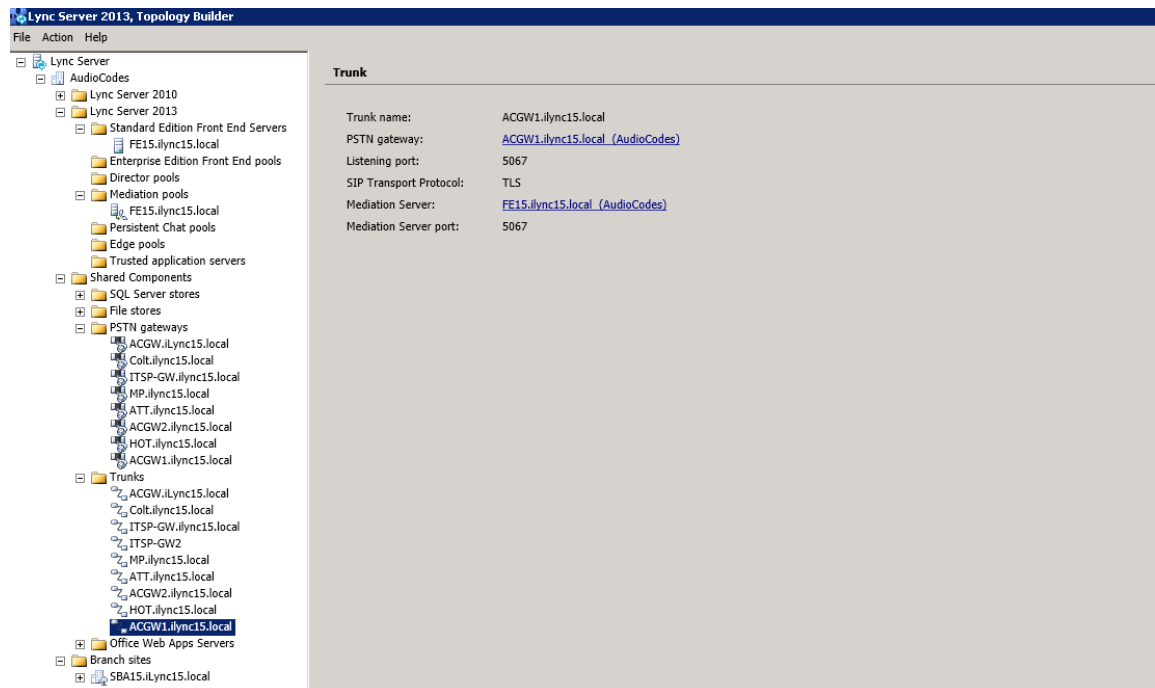 Lync Server 2013, Topology Builder
File Action Help
Lync Server
AudioCodes
Lync Server 2010
Lync Server 2013
Standard Edition Front End Servers
FE15.ilync15.local
Enterprise Edition Front End pools
Director pools
Mediation pools
FE15.ilync15.local
Persistent Chat pools
Edge pools
Trusted application servers
Shared Components
SQL Server stores
File stores
PSTN gateways
ACGW.iLync15.local
Colt.ilync15.local
ITSP-GW.ilync15.local
MP.ilync15.local
ATT.ilync15.local
ACGW2.ilync15.local
HOT.ilync15.local
ACGW1.ilync15.local
Trunks
ACGW.iLync15.local
Colt.ilync15.local
ITSP-GW.ilync15.local
ITSP-GW2
MP.ilync15.local
ATT.ilync15.local
ACGW2.ilync15.local
HOT.ilync15.local
ACGW1.ilync15.local
Office Web Apps Servers
Branch sites
SBA15.iLync15.local
Trunk
Trunk name: ACGW1.ilync15.local
PSTN gateway: ACGW1.ilync15.local (AudioCodes)
Listening port: 5067
SIP Transport Protocol: TLS
Mediation Server: FE15.ilync15.local (AudioCodes)
Mediation Server port: 5067